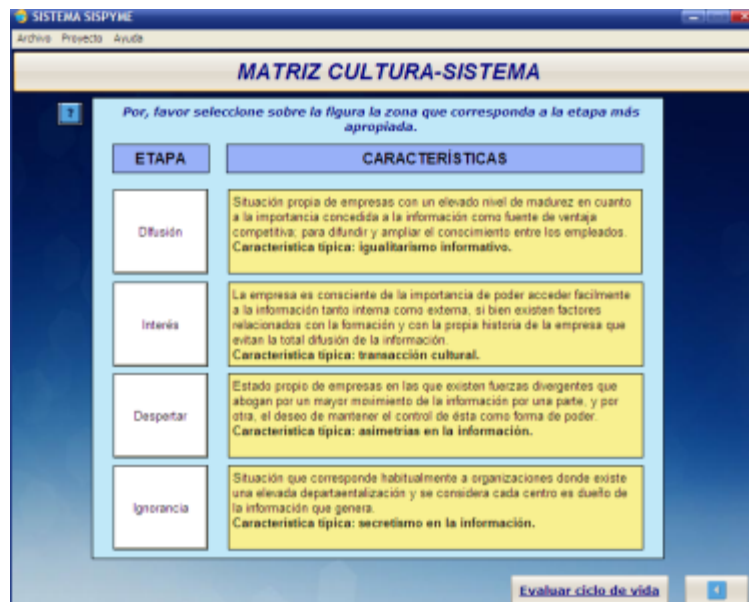 SISTEMA SISPYME
Archivo Proyecto Ayuda
MATRIZ CULTURA-SISTEMA
?
Por, favor seleccione sobre la figura la zona que corresponda a la etapa más
apropiada.
ETAPA
CARACTERÍSTICAS
Difusión
Situación propia de empresas con un elevado nivel de madurez en cuanto
a la importancia concedida a la información como fuente de ventaja
competitiva; para difundir y ampliar el conocimiento entre los empleados.
Característica típica: igualitarismo informativo.
Interés
La empresa es consciente de la importancia de poder acceder facilmente
a la información tanto interna como externa, si bien existen factores
relacionados con la formación y con la propia historia de la empresa que
evitan la total difusión de la información.
Característica típica: transacción cultural.
Despertar
Estado propio de empresas en las que existen fuerzas divergentes que
abogan por un mayor movimiento de la información por una parte, y por
otra, el deseo de mantener el control de ésta como forma de poder.
Característica típica: asimetrías en la información.
Ignorancia
Situación que corresponde habitualmente a organizaciones donde existe
una elevada departaentalización y se considera cada centro es dueño de
la información que genera.
Característica típica: secretismo en la información.
Evaluar ciclo de vida